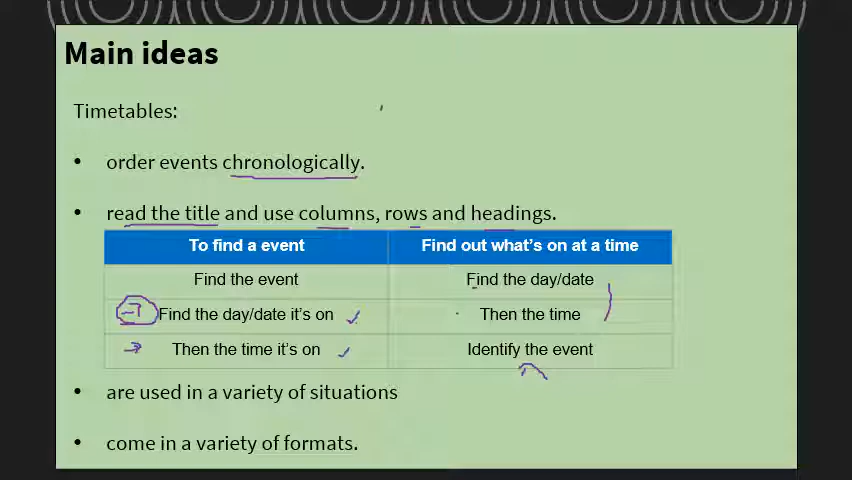 Main ideas
Timetables:
• order events chronologically.
• read the title and use columns, rows and headings.
To find a event Find out what's on at a time
Find the event Find the day/date
Find the day/date it's on Then the time
Then the time it's on Identify the event
• are used in a variety of situations
• come in a variety of formats.